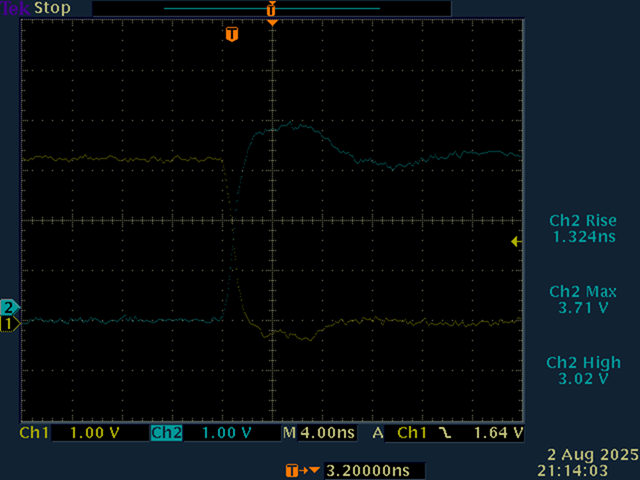 Tek Stop
T
T
Ch2 Rise
1.324ns
Ch2 Max
3.71 V
2
1
Ch2 High
3.02 V
Ch1 1.00 V Ch2 1.00 V M 4.00ns A Ch1 1.64 V
2 Aug 2025
T 3.20000ns 21:14:03